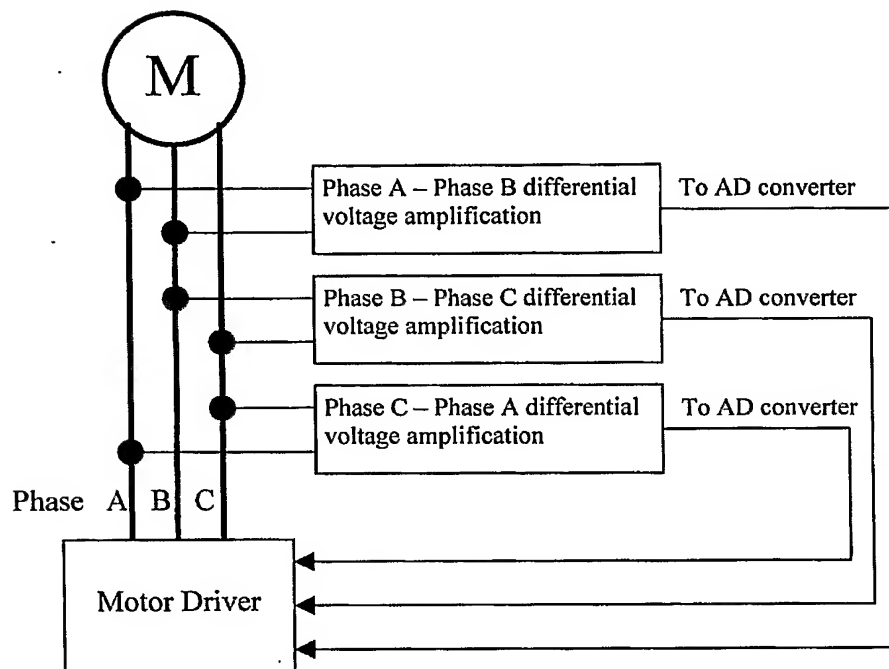 M
Phase A – Phase B differential
voltage amplification
To AD converter
Phase B – Phase C differential
voltage amplification
To AD converter
Phase C – Phase A differential
voltage amplification
To AD converter
Phase A B C
Motor Driver